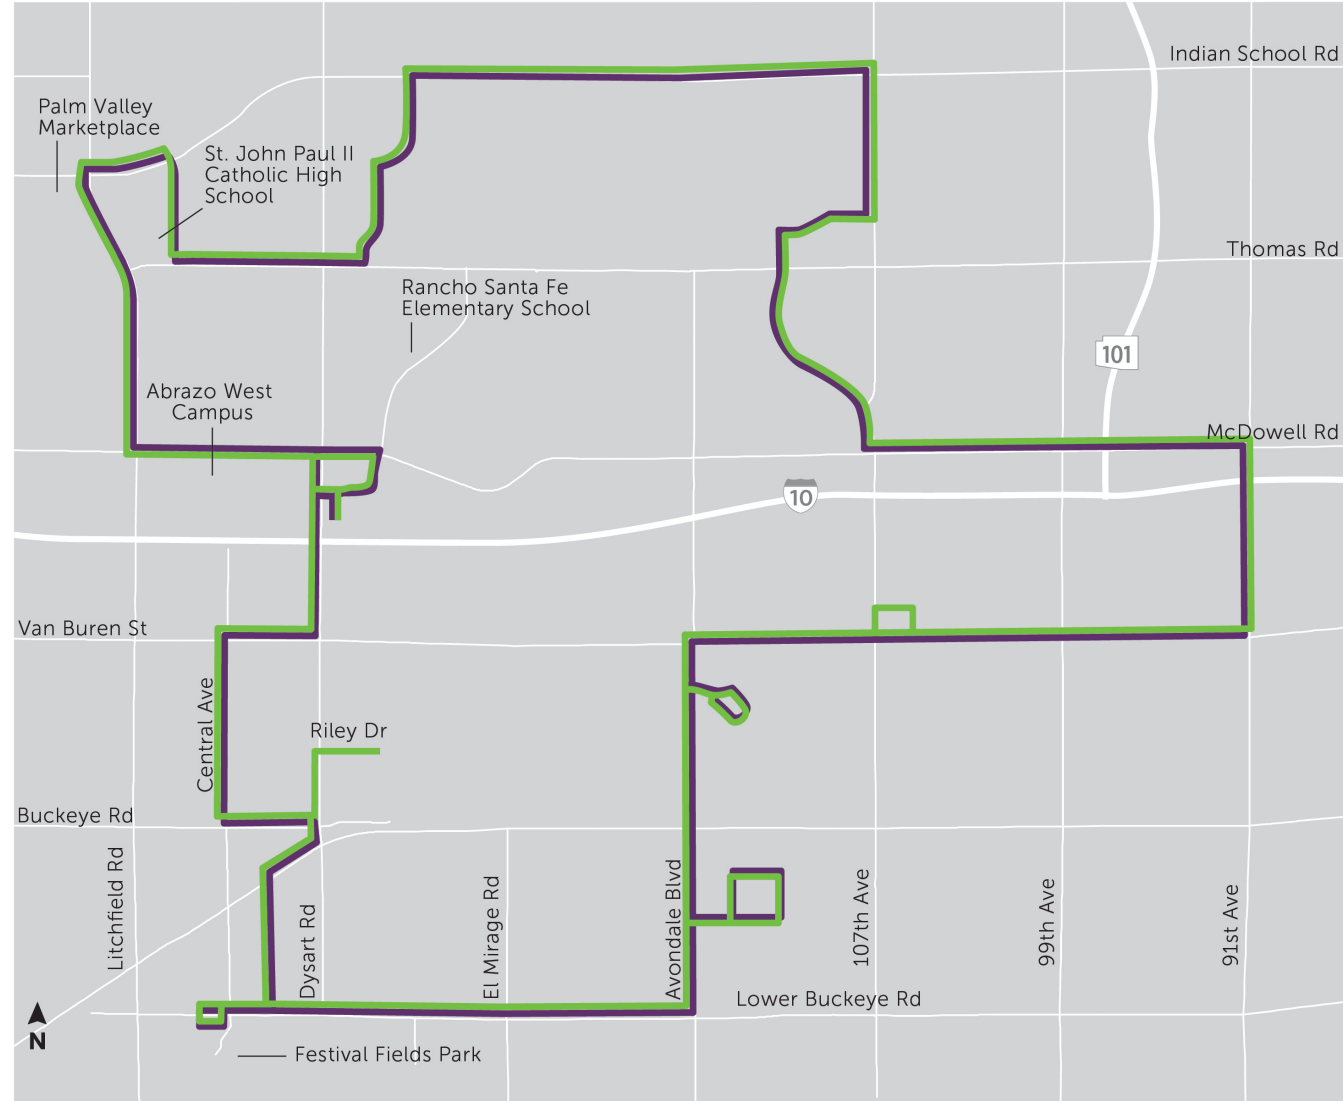 Indian School Rd
Palm Valley
Marketplace
St. John Paul II
Catholic High
School
Thomas Rd
Rancho Santa Fe
Elementary School
101
Abrazo West
Campus
McDowell Rd
10
Van Buren St
Central Ave
Riley Dr
Buckeye Rd
Litchfield Rd
Dysart Rd
El Mirage Rd
Avondale Blvd
107th Ave
99th Ave
91st Ave
Lower Buckeye Rd
N
Festival Fields Park